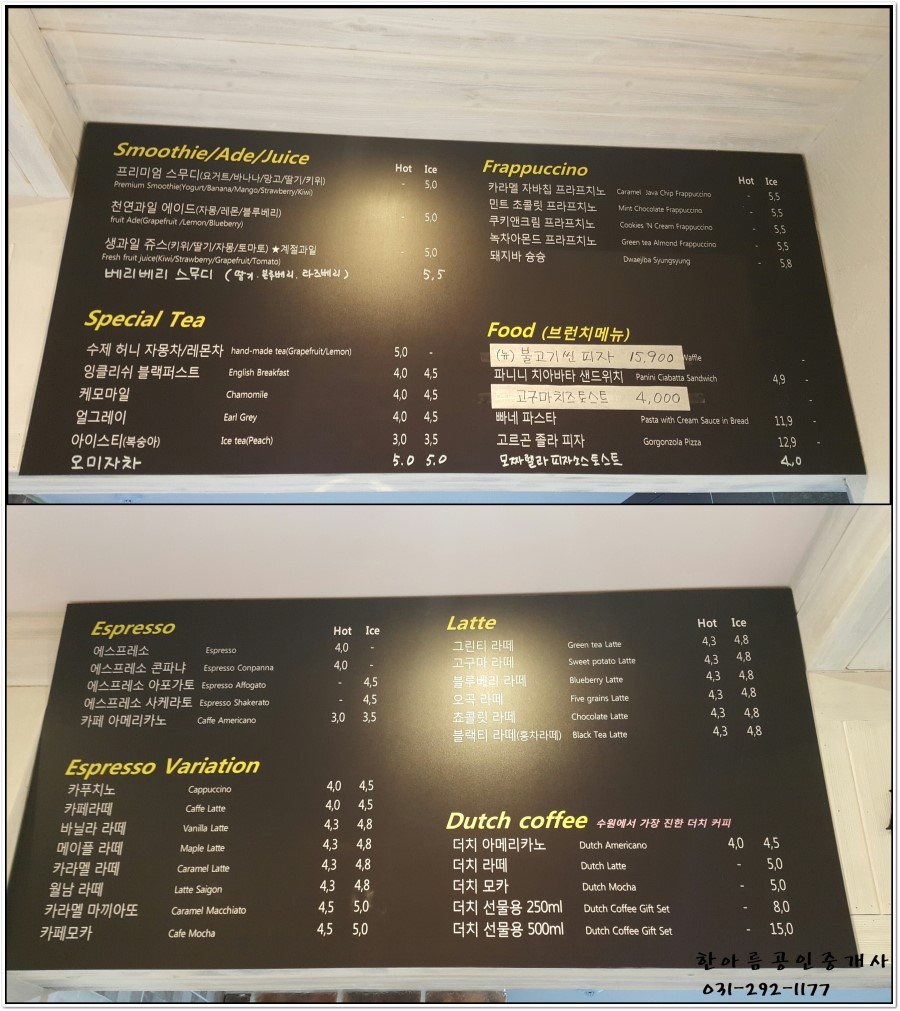 Smoothie/Ade/Juice
Hot Ice
프리미엄 스무디(요거트/바나나/망고/딸기/키위) - 5,0
Premium Smoothie(Yogurt/Banana/Mango/Strawberry/Kiwi)
천연과일 에이드(자몽/레몬/블루베리) - 5,0
fruit Ade(Grapefruit /Lemon/Blueberry)
생과일 쥬스(키위/딸기/자몽/토마토) ★계절과일 - 5,0
Fresh fruit juice(Kiwi/Strawberry/Grapefruit/Tomato)
베리베리 스무디 (딸기.블루베리.라즈베리) 5,5
Special Tea
수제 허니 자몽차/레몬차 hand-made tea(Grapefruit/Lemon) 5,0 -
잉클리쉬 블랙퍼스트 English Breakfast 4,0 4,5
케모마일 Chamomile 4,0 4,5
얼그레이 Earl Grey 4,0 4,5
아이스티(복숭아) Ice tea(Peach) 3,0 3,5
오미자차 5.0 5.0
Frappuccino
Hot Ice
카라멜 자바칩 프라프치노 Caramel Java Chip Frappuccino - 5,5
민트 초콜릿 프라프치노 Mint Chocolate Frappuccino - 5,5
쿠키앤크림 프라프치노 Cookies 'N Cream Frappuccino - 5,5
녹차아몬드 프라프치노 Green tea Almond Frappuccino - 5,5
돼지바 슝슝 Dwaejiba Syungsyung - 5,8
Food (브런치메뉴)
(뉴) 불고기씬 피자 15,900 Waffle -
파니니 치아바타 샌드위치 Panini Ciabatta Sandwich 4,9 -
고구마치즈토스트 4,000 -
빠네 파스타 Pasta with Cream Sauce in Bread 11,9 -
고르곤 졸라 피자 Gorgonzola Pizza 12,9 -
모짜렐라 피자소스토스트 4.0
Espresso
Hot Ice
에스프레소 Espresso 4,0 -
에스프레소 콘파냐 Espresso Conpanna 4,0 -
에스프레소 아포가토 Espresso Affogato - 4,5
에스프레소 사케라토 Espresso Shakerato - 4,5
카페 아메리카노 Caffe Americano 3,0 3,5
Espresso Variation
카푸치노 Cappuccino 4,0 4,5
카페라떼 Caffe Latte 4,0 4,5
바닐라 라떼 Vanilla Latte 4,3 4,8
메이플 라떼 Maple Latte 4,3 4,8
카라멜 라떼 Caramel Latte 4,3 4,8
월남 라떼 Latte Saigon 4,3 4,8
카라멜 마끼아또 Caramel Macchiato 4,5 5,0
카페모카 Cafe Mocha 4,5 5,0
Latte
Hot Ice
그린티 라떼 Green tea Latte 4,3 4,8
고구마 라떼 Sweet potato Latte 4,3 4,8
블루베리 라떼 Blueberry Latte 4,3 4,8
오곡 라떼 Five grains Latte 4,3 4,8
쵸콜릿 라떼 Chocolate Latte 4,3 4,8
블랙티 라떼(홍차라떼) Black Tea Latte 4,3 4,8
Dutch coffee 수원에서 가장 진한 더치 커피
더치 아메리카노 Dutch Americano 4,0 4,5
더치 라떼 Dutch Latte - 5,0
더치 모카 Dutch Mocha - 5,0
더치 선물용 250ml Dutch Coffee Gift Set - 8,0
더치 선물용 500ml Dutch Coffee Gift Set - 15,0
한아름공인중개사
031-292-1177